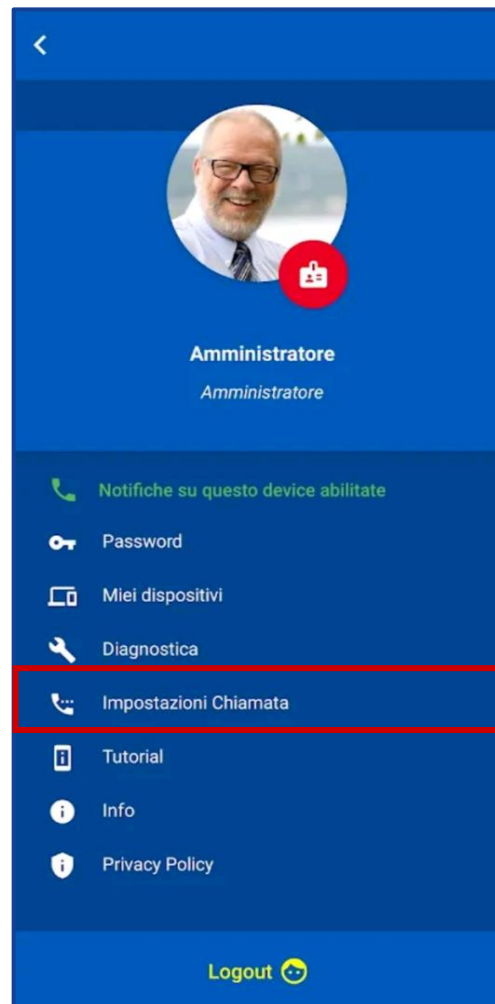 Amministratore
Amministratore
Notifiche su questo device abilitate
Password
Miei dispositivi
Diagnostica
Impostazioni Chiamata
Tutorial
Info
Privacy Policy
Logout